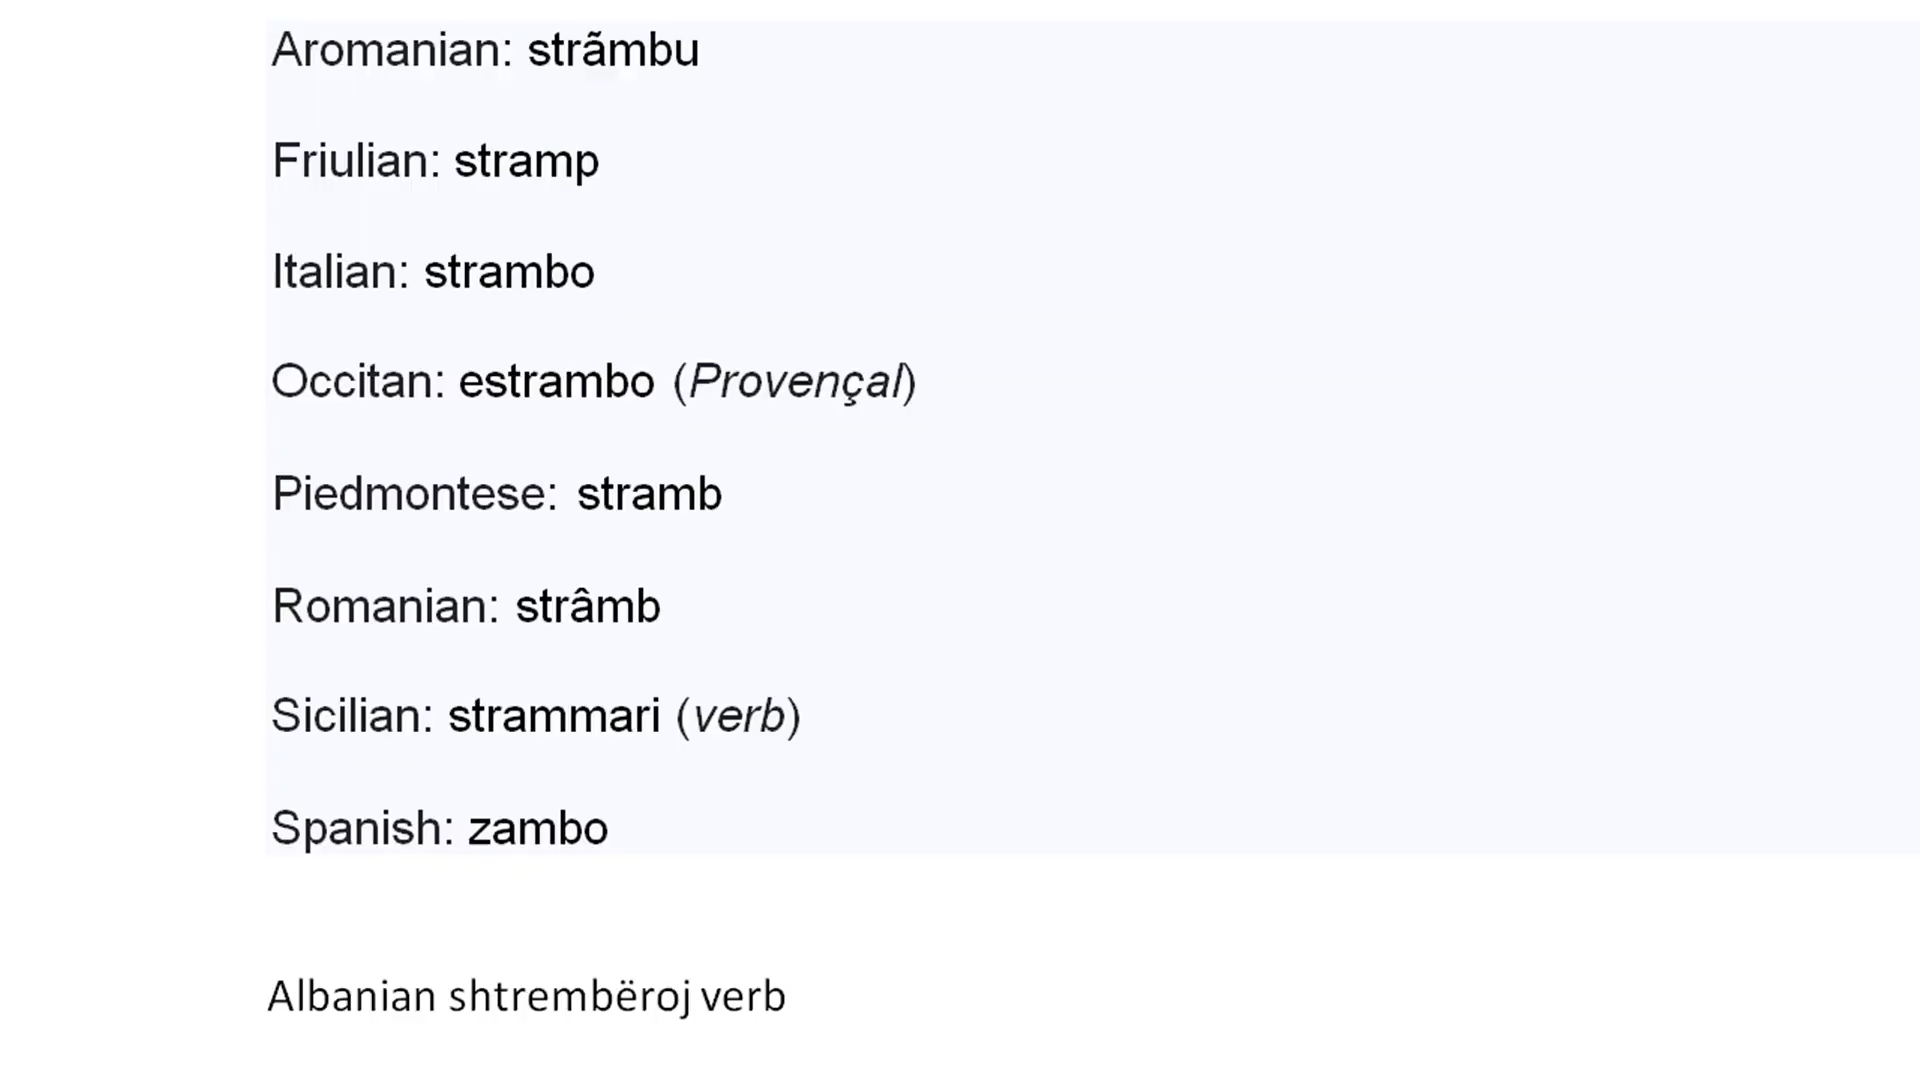 Aromanian: strãmbu
Friulian: stramp
Italian: strambo
Occitan: estrambo (Provençal)
Piedmontese: stramb
Romanian: strâmb
Sicilian: strammari (verb)
Spanish: zambo
Albanian shtrembëroj verb